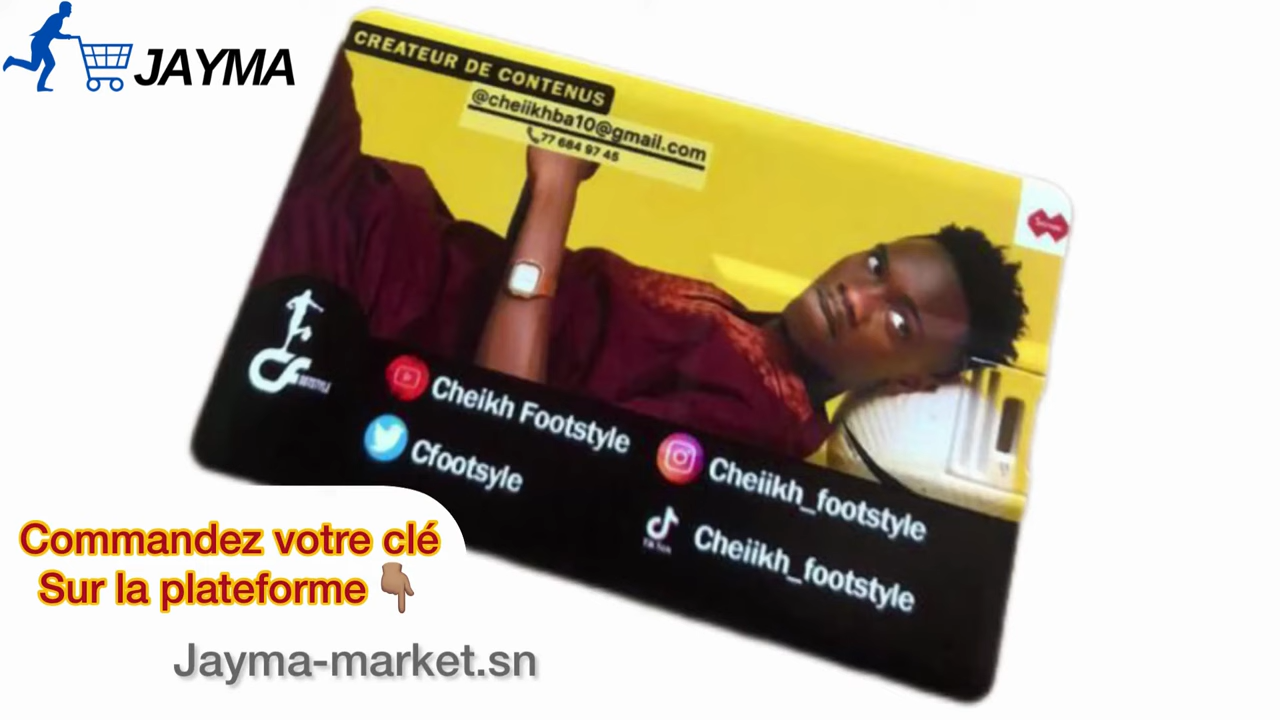 JAYMA
CREATEUR DE CONTENUS
@cheiikhba10@gmail.com
77 684 97 45
CF
Cheikh Footstyle
Cfootsyle
Cheiikh_footstyle
Cheiikh_footstyle
Commandez votre clé
Sur la plateforme 👇🏽
Jayma-market.sn